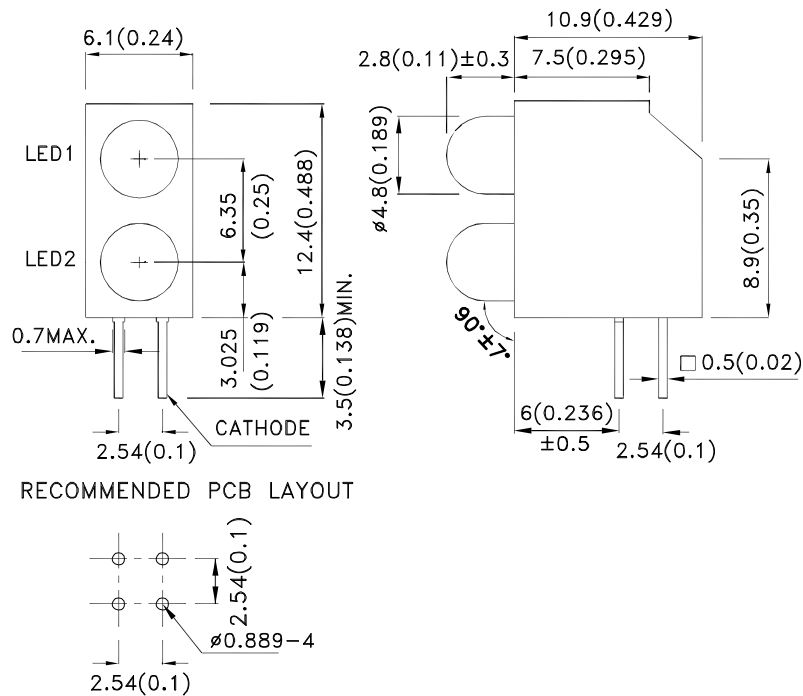 6.1(0.24)
10.9(0.429)
2.8(0.11)±0.3
7.5(0.295)
LED1
LED2
6.35
(0.25)
12.4(0.488)
ø4.8(0.189)
8.9(0.35)
0.7MAX.
3.025
(0.119)
3.5(0.138)MIN.
90°±7°
□0.5(0.02)
CATHODE
2.54(0.1)
6(0.236)
±0.5
2.54(0.1)
RECOMMENDED PCB LAYOUT
2.54(0.1)
ø0.889-4
2.54(0.1)